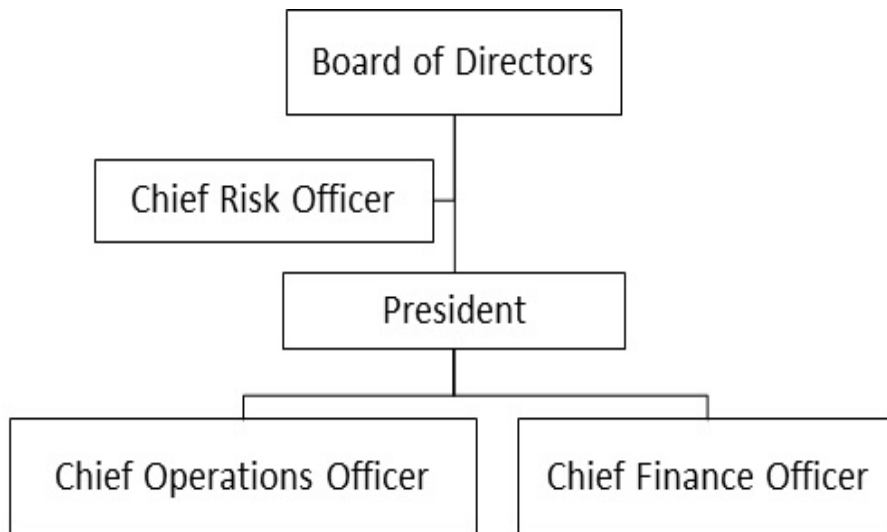 Board of Directors
Chief Risk Officer
President
Chief Operations Officer
Chief Finance Officer